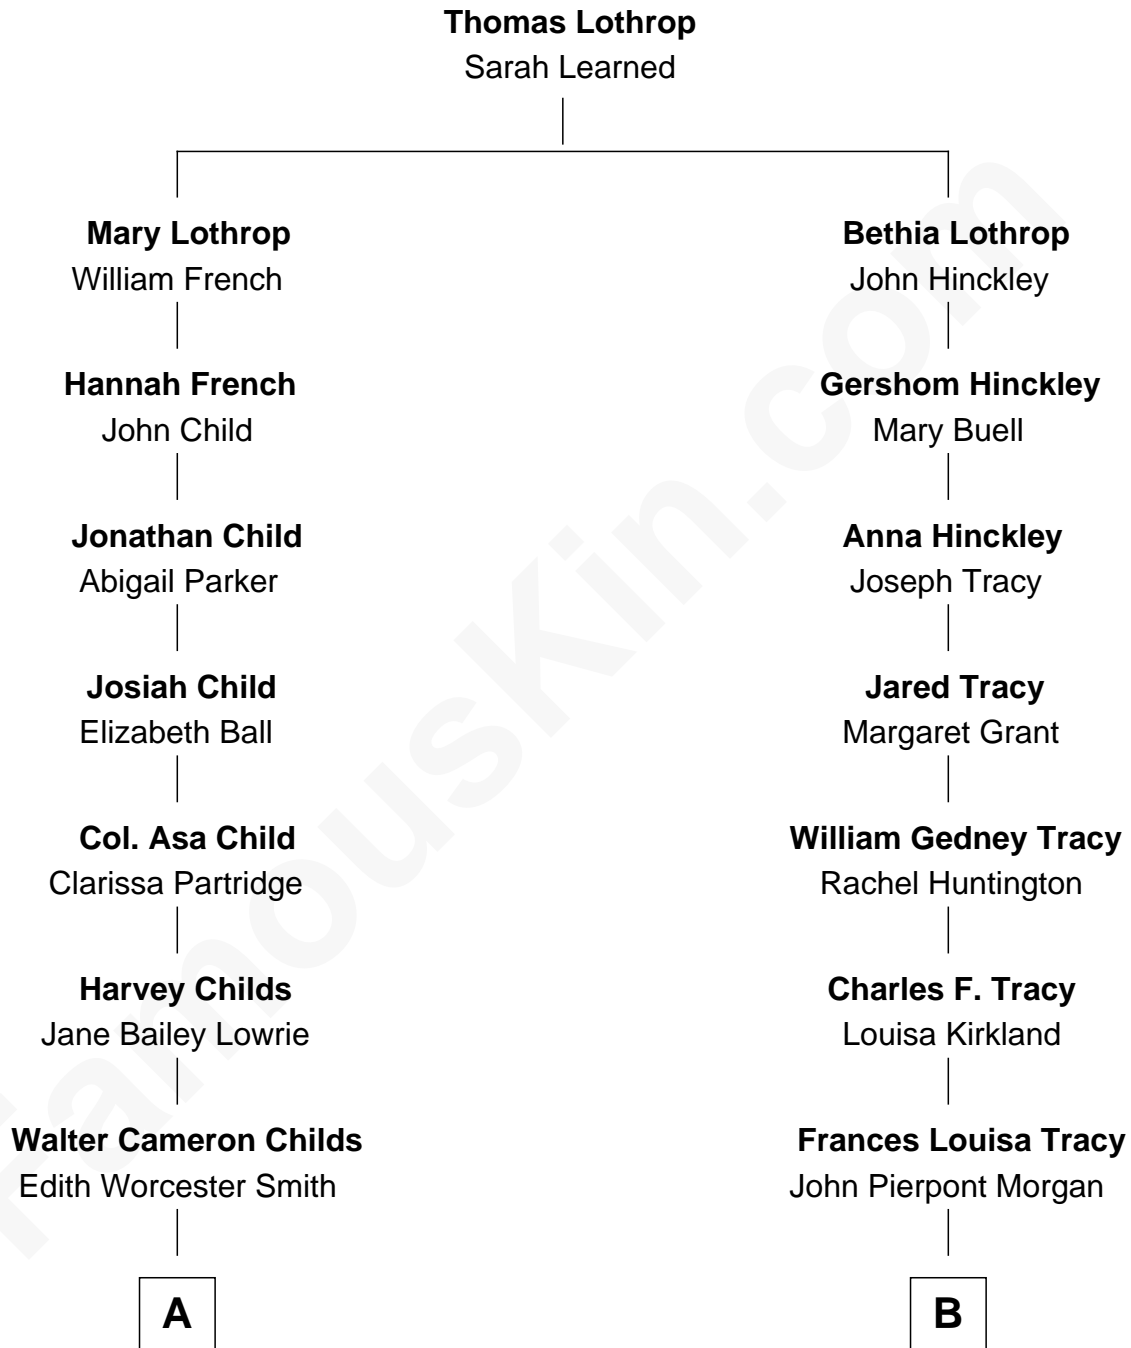 Thomas Lothrop
Sarah Learned
Mary Lothrop
William French
Bethia Lothrop
John Hinckley
Hannah French
John Child
Gershom Hinckley
Mary Buell
Jonathan Child
Abigail Parker
Anna Hinckley
Joseph Tracy
Josiah Child
Elizabeth Ball
Jared Tracy
Margaret Grant
Col. Asa Child
Clarissa Partridge
William Gedney Tracy
Rachel Huntington
Harvey Childs
Jane Bailey Lowrie
Charles F. Tracy
Louisa Kirkland
Walter Cameron Childs
Edith Worcester Smith
Frances Louisa Tracy
John Pierpont Morgan
A
B
FamousKin.com